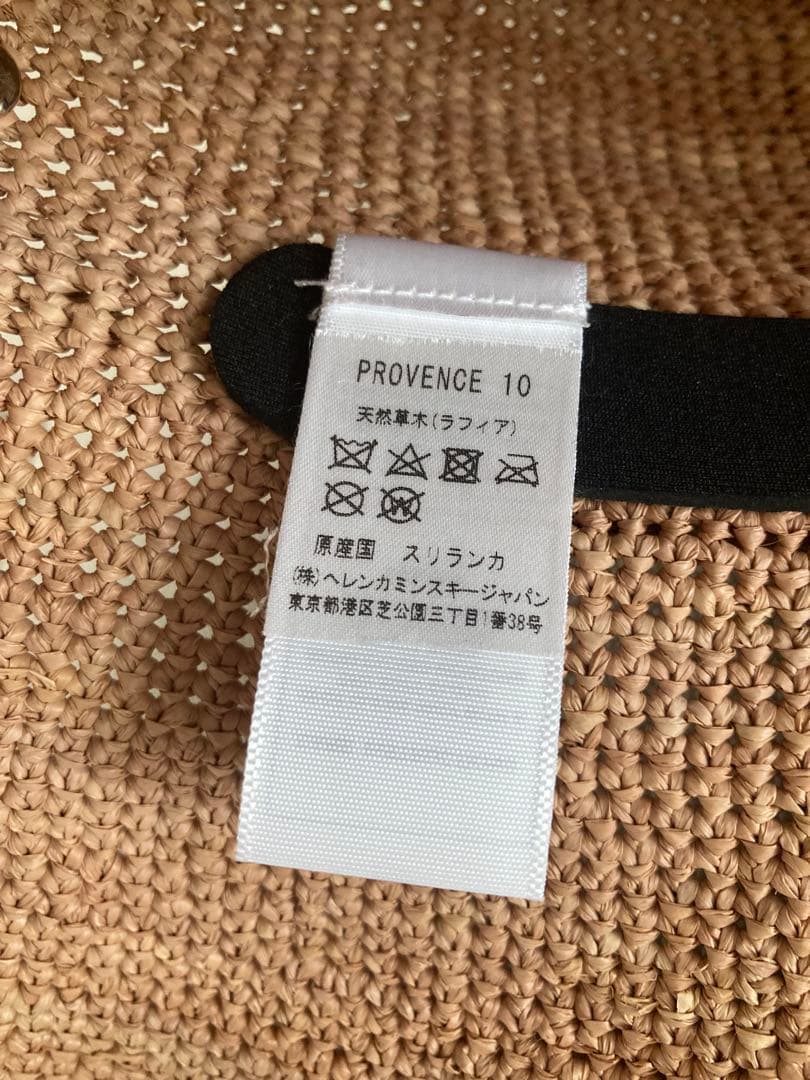 PROVENCE 10
天然草木(ラフィア)
原産国 スリランカ
(株)ヘレンカミンスキージャパン
東京都港区芝公園三丁目1番38号